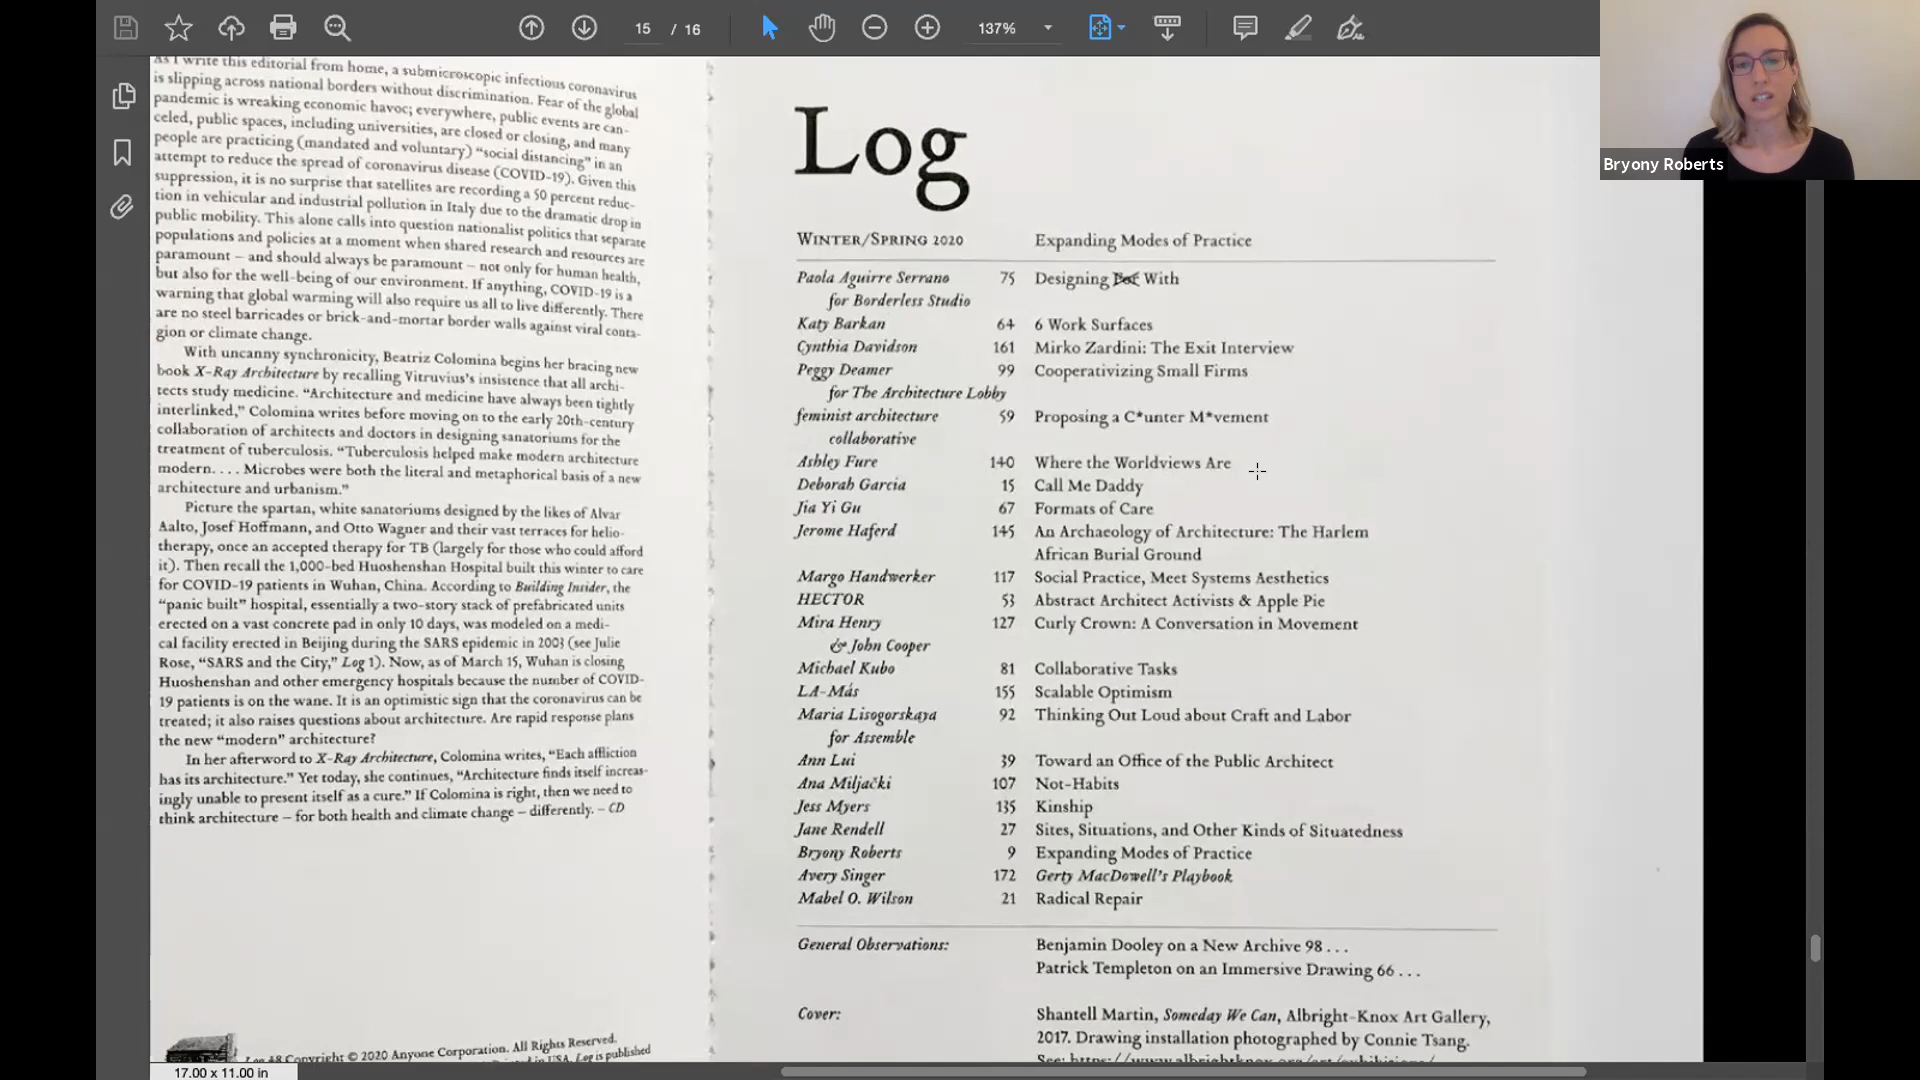 15 / 16
137%
Bryony Roberts
As I write this editorial from home, a submicroscopic infectious coronavirus
is slipping across national borders without discrimination. Fear of the global
pandemic is wreaking economic havoc; everywhere, public events are can-
celed, public spaces, including universities, are closed or closing, and many
people are practicing (mandated and voluntary) “social distancing” in an
attempt to reduce the spread of coronavirus disease (COVID-19). Given this
suppression, it is no surprise that satellites are recording a 50 percent reduc-
tion in vehicular and industrial pollution in Italy due to the dramatic drop in
public mobility. This alone calls into question nationalist politics that separate
populations and policies at a moment when shared research and resources are
paramount – and should always be paramount – not only for human health,
but also for the well-being of our environment. If anything, COVID-19 is a
warning that global warming will also require us all to live differently. There
are no steel barricades or brick-and-mortar border walls against viral conta-
gion or climate change.
With uncanny synchronicity, Beatriz Colomina begins her bracing new
book X-Ray Architecture by recalling Vitruvius's insistence that all archi-
tects study medicine. “Architecture and medicine have always been tightly
interlinked,” Colomina writes before moving on to the early 20th-century
collaboration of architects and doctors in designing sanatoriums for the
treatment of tuberculosis. “Tuberculosis helped make modern architecture
modern. . . . Microbes were both the literal and metaphorical basis of a new
architecture and urbanism.”
Picture the spartan, white sanatoriums designed by the likes of Alvar
Aalto, Josef Hoffmann, and Otto Wagner and their vast terraces for helio-
therapy, once an accepted therapy for TB (largely for those who could afford
it). Then recall the 1,000-bed Huoshenshan Hospital built this winter to care
for COVID-19 patients in Wuhan, China. According to Building Insider, the
“panic built” hospital, essentially a two-story stack of prefabricated units
erected on a vast concrete pad in only 10 days, was modeled on a medi-
cal facility erected in Beijing during the SARS epidemic in 2003 (see Julie
Rose, “SARS and the City,” Log 1). Now, as of March 15, Wuhan is closing
Huoshenshan and other emergency hospitals because the number of COVID-
19 patients is on the wane. It is an optimistic sign that the coronavirus can be
treated; it also raises questions about architecture. Are rapid response plans
the new “modern” architecture?
In her afterword to X-Ray Architecture, Colomina writes, “Each affliction
has its architecture.” Yet today, she continues, “Architecture finds itself increas-
ingly unable to present itself as a cure.” If Colomina is right, then we need to
think architecture – for both health and climate change – differently. – CD
Log 48 Copyright © 2020 Anyone Corporation. All Rights Reserved.
in USA. Log is published
Log
WINTER/SPRING 2020 Expanding Modes of Practice
Paola Aguirre Serrano 75 Designing For With
for Borderless Studio
Katy Barkan 64 6 Work Surfaces
Cynthia Davidson 161 Mirko Zardini: The Exit Interview
Peggy Deamer 99 Cooperativizing Small Firms
for The Architecture Lobby
feminist architecture 59 Proposing a C*unter M*vement
collaborative
Ashley Fure 140 Where the Worldviews Are
Deborah Garcia 15 Call Me Daddy
Jia Yi Gu 67 Formats of Care
Jerome Haferd 145 An Archaeology of Architecture: The Harlem
African Burial Ground
Margo Handwerker 117 Social Practice, Meet Systems Aesthetics
HECTOR 53 Abstract Architect Activists & Apple Pie
Mira Henry 127 Curly Crown: A Conversation in Movement
& John Cooper
Michael Kubo 81 Collaborative Tasks
LA-Más 155 Scalable Optimism
Maria Lisogorskaya 92 Thinking Out Loud about Craft and Labor
for Assemble
Ann Lui 39 Toward an Office of the Public Architect
Ana Miljački 107 Not-Habits
Jess Myers 135 Kinship
Jane Rendell 27 Sites, Situations, and Other Kinds of Situatedness
Bryony Roberts 9 Expanding Modes of Practice
Avery Singer 172 Gerty MacDowell's Playbook
Mabel O. Wilson 21 Radical Repair
General Observations: Benjamin Dooley on a New Archive 98 . . .
Patrick Templeton on an Immersive Drawing 66 . . .
Cover: Shantell Martin, Someday We Can, Albright-Knox Art Gallery,
2017. Drawing installation photographed by Connie Tsang.
17.00 x 11.00 in